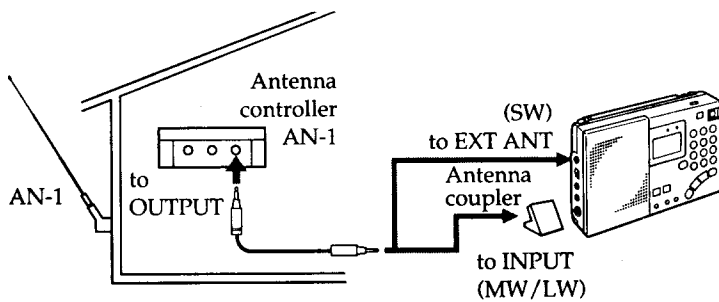 Antenna
controller
AN-1
AN-1
to
OUTPUT
(SW)
to EXT ANT
Antenna
coupler
to INPUT
(MW/LW)